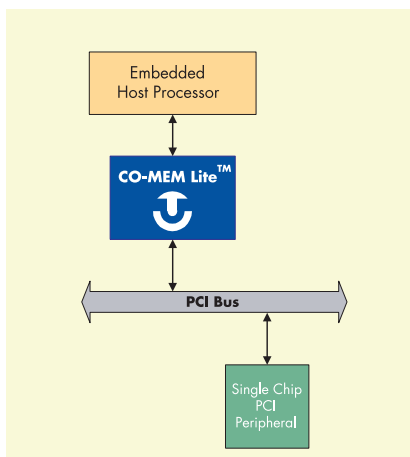 Embedded
Host Processor
CO-MEM Lite™
PCI Bus
Single Chip
PCI
Peripheral